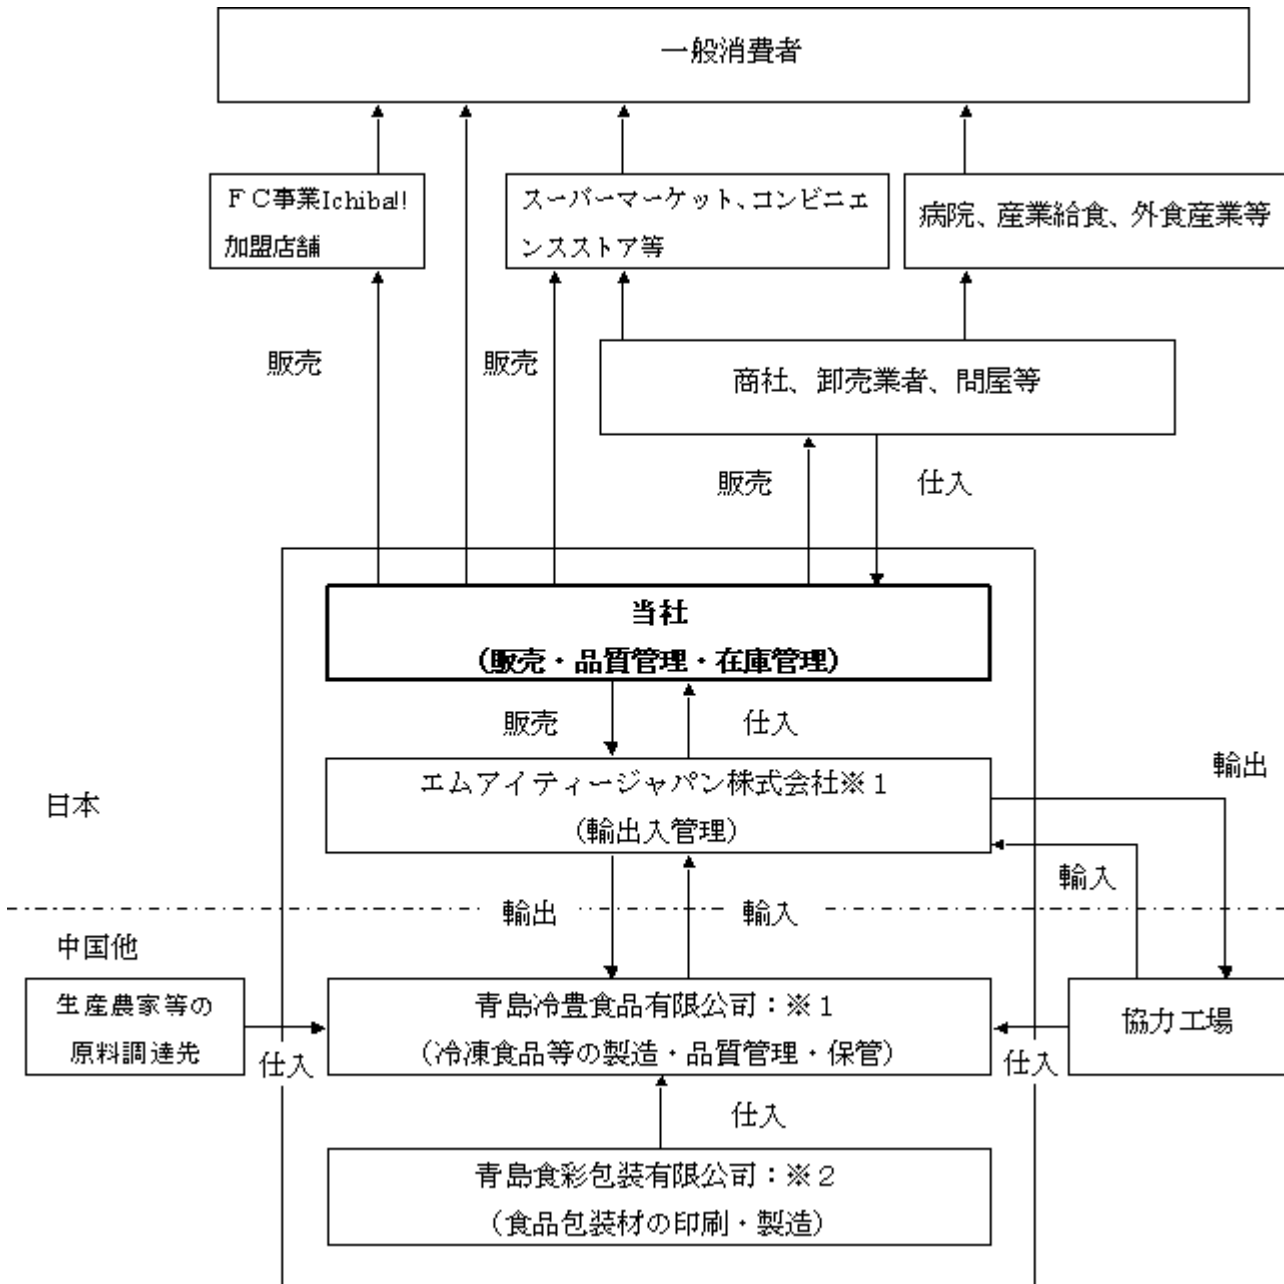 一般消費者
ＦＣ事業Ichiba!!
加盟店舗
スーパーマーケット、コンビニエ
ンスストア等
病院、産業給食、外食産業等
販売
販売
商社、卸売業者、問屋等
販売
仕入
当社
(販売・品質管理・在庫管理)
販売
仕入
エムアイティージャパン株式会社※１
(輸出入管理)
輸出
日本
輸入
輸出
輸入
中国他
生産農家等の
原料調達先
仕入
青島冷豊食品有限公司：※１
(冷凍食品等の製造・品質管理・保管)
仕入
協力工場
仕入
青島食彩包装有限公司：※２
(食品包装材の印刷・製造)